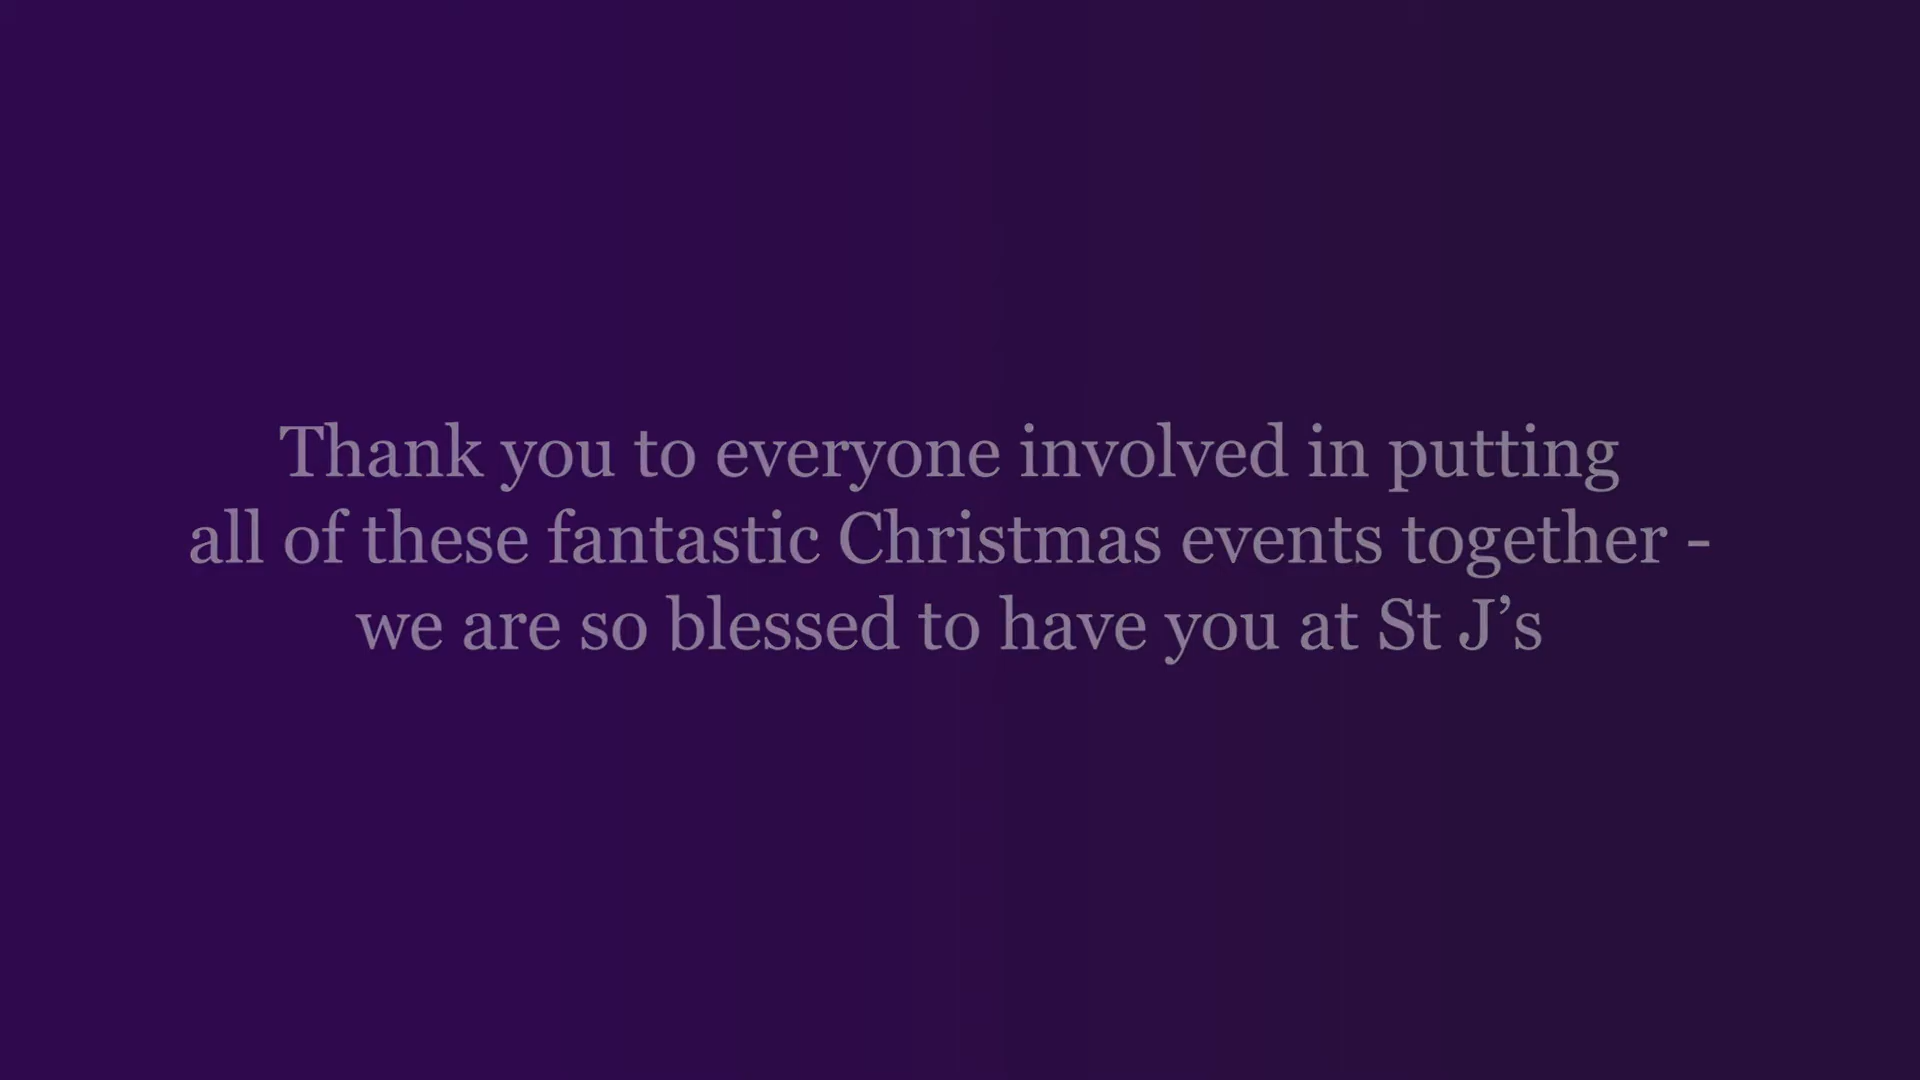 Thank you to everyone involved in putting
all of these fantastic Christmas events together -
we are so blessed to have you at St J’s